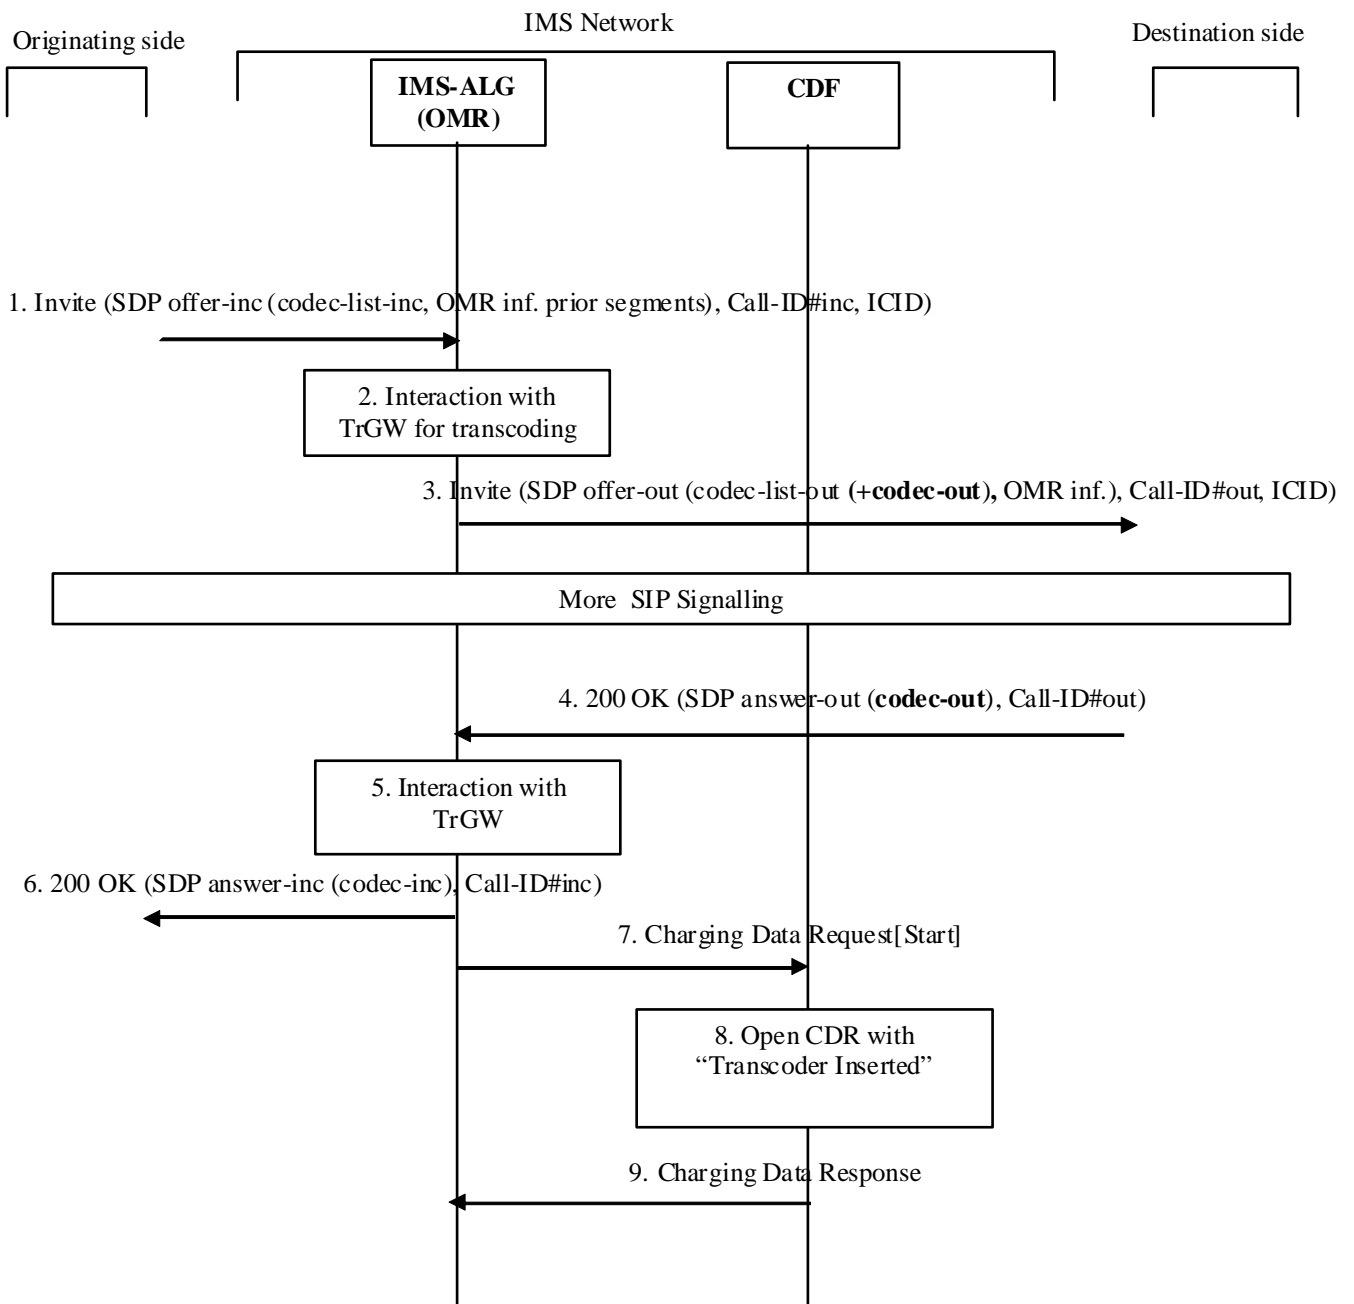 IMS Network
Originating side
Destination side
IMS-ALG
(OMR)
CDF
1. Invite (SDP offer-inc (codec-list-inc, OMR inf. prior segments), Call-ID#inc, ICID)
2. Interaction with
TrGW for transcoding
3. Invite (SDP offer-out (codec-list-out (+codec-out), OMR inf.), Call-ID#out, ICID)
More SIP Signalling
4. 200 OK (SDP answer-out (codec-out), Call-ID#out)
5. Interaction with
TrGW
6. 200 OK (SDP answer-inc (codec-inc), Call-ID#inc)
7. Charging Data Request[Start]
8. Open CDR with
“Transcoder Inserted”
9. Charging Data Response